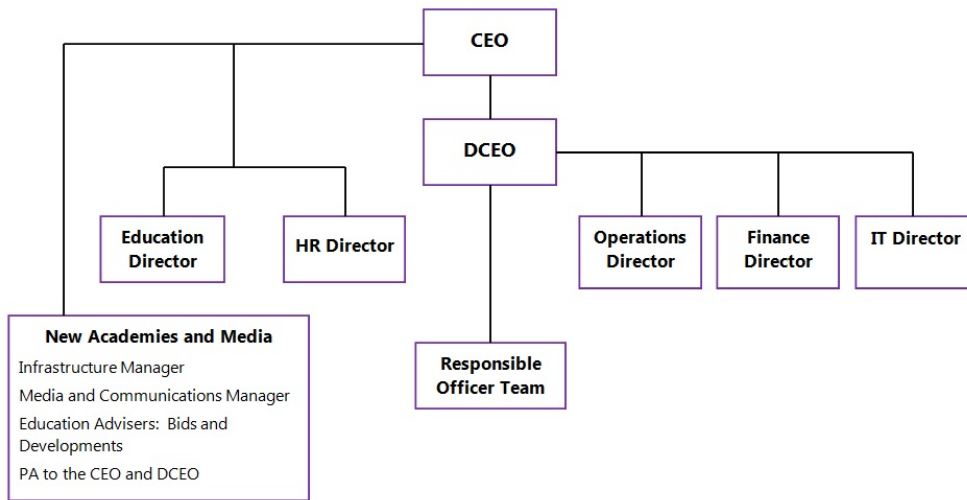 CEO
DCEO
Education
Director
HR Director
Operations
Director
Finance
Director
IT Director
New Academies and Media
Infrastructure Manager
Media and Communications Manager
Education Advisers:  Bids and
Developments
PA to the CEO and DCEO
Responsible
Officer Team